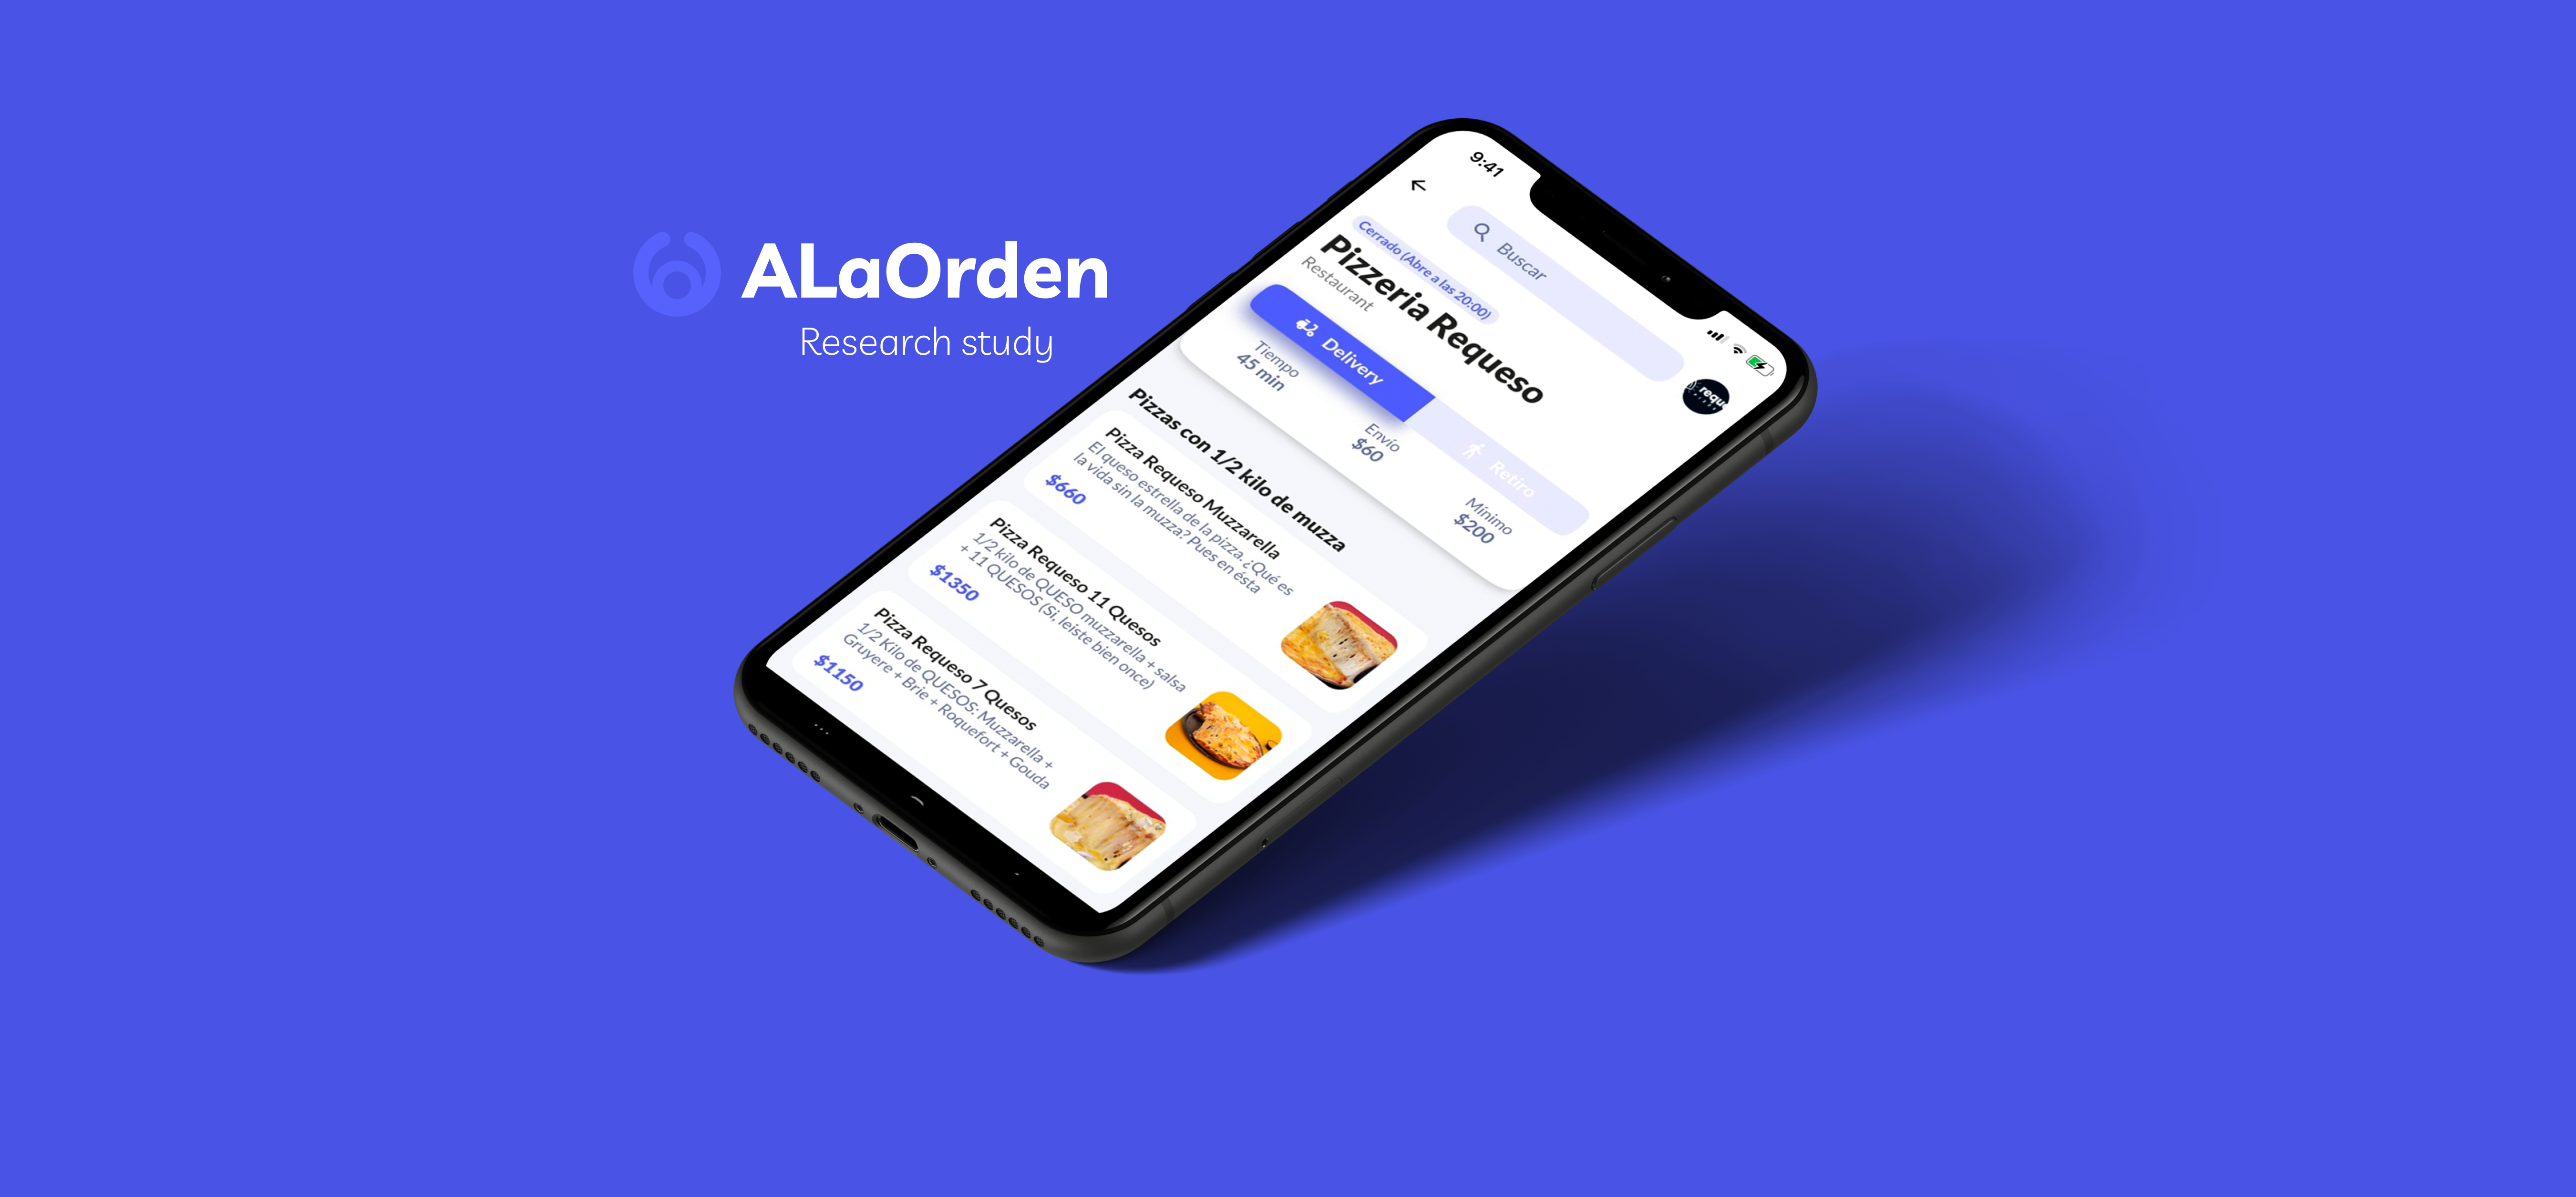 ALaOrden
Research study
9:41
Buscar
Cerrado (Abre a las 20:00)
Pizzeria Requeso
Restaurant
Delivery
Retiro
Tiempo
45 min
Envío
$60
Mínimo
$200
Pizzas con 1/2 kilo de muzza
Pizza Requeso Muzzarella
El queso estrella de la pizza. ¿Qué es
la vida sin la muzza? Pues en ésta
$660
Pizza Requeso 11 Quesos
1/2 kilo de QUESO muzzarella + salsa
+ 11 QUESOS (Si, leiste bien once)
$1350
Pizza Requeso 7 Quesos
1/2 Kilo de QUESOS: Muzzarella +
Gruyere + Brie + Roquefort + Gouda
$1150